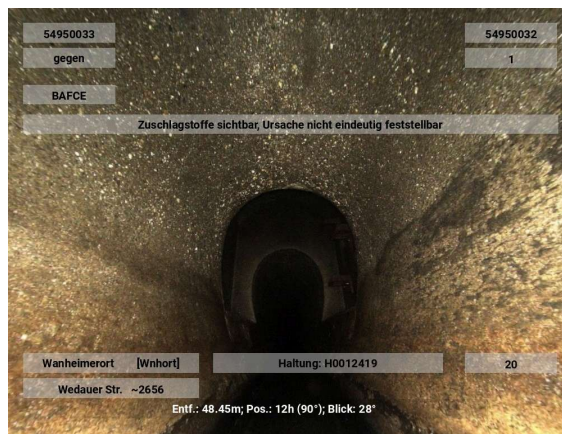 54950033 54950032
gegen 1
BAFCE
Zuschlagstoffe sichtbar, Ursache nicht eindeutig feststellbar
Wanheimerort [Wnhort] Haltung: H0012419 20
Wedauer Str. ~2656
Entf.: 48.45m; Pos.: 12h (90°); Blick: 28°